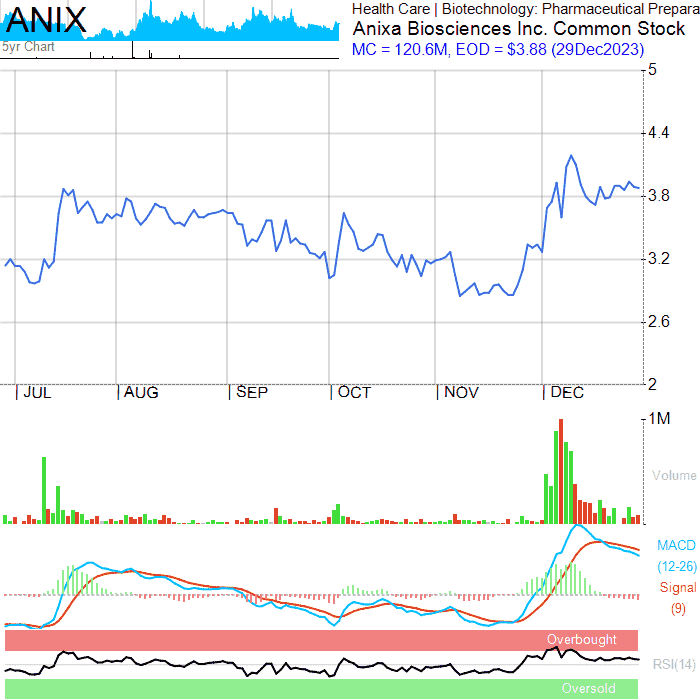 ANIX
Health Care | Biotechnology: Pharmaceutical Prepara
Anixa Biosciences Inc. Common Stock
5yr Chart
MC = 120.6M, EOD = $3.88 (29Dec2023)
5
4.4
3.8
3.2
2.6
2
| JUL | AUG | SEP | OCT | NOV | DEC
1M
Volume
MACD
(12-26)
Signal
(9)
Overbought
RSI(14)
Oversold